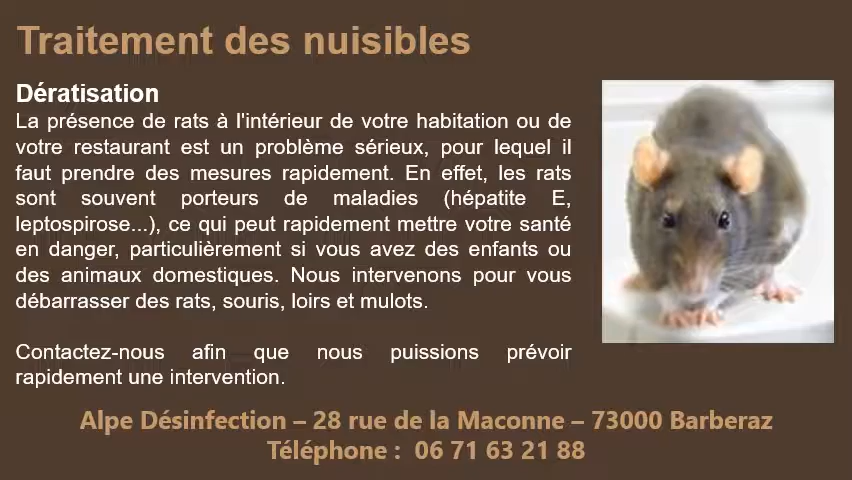 Traitement des nuisibles
Dératisation
La présence de rats à l'intérieur de votre habitation ou de
votre restaurant est un problème sérieux, pour lequel il
faut prendre des mesures rapidement. En effet, les rats
sont souvent porteurs de maladies (hépatite E,
leptospirose...), ce qui peut rapidement mettre votre santé
en danger, particulièrement si vous avez des enfants ou
des animaux domestiques. Nous intervenons pour vous
débarrasser des rats, souris, loirs et mulots.
Contactez-nous afin que nous puissions prévoir
rapidement une intervention.
Alpe Désinfection – 28 rue de la Maconne – 73000 Barberaz
Téléphone : 06 71 63 21 88